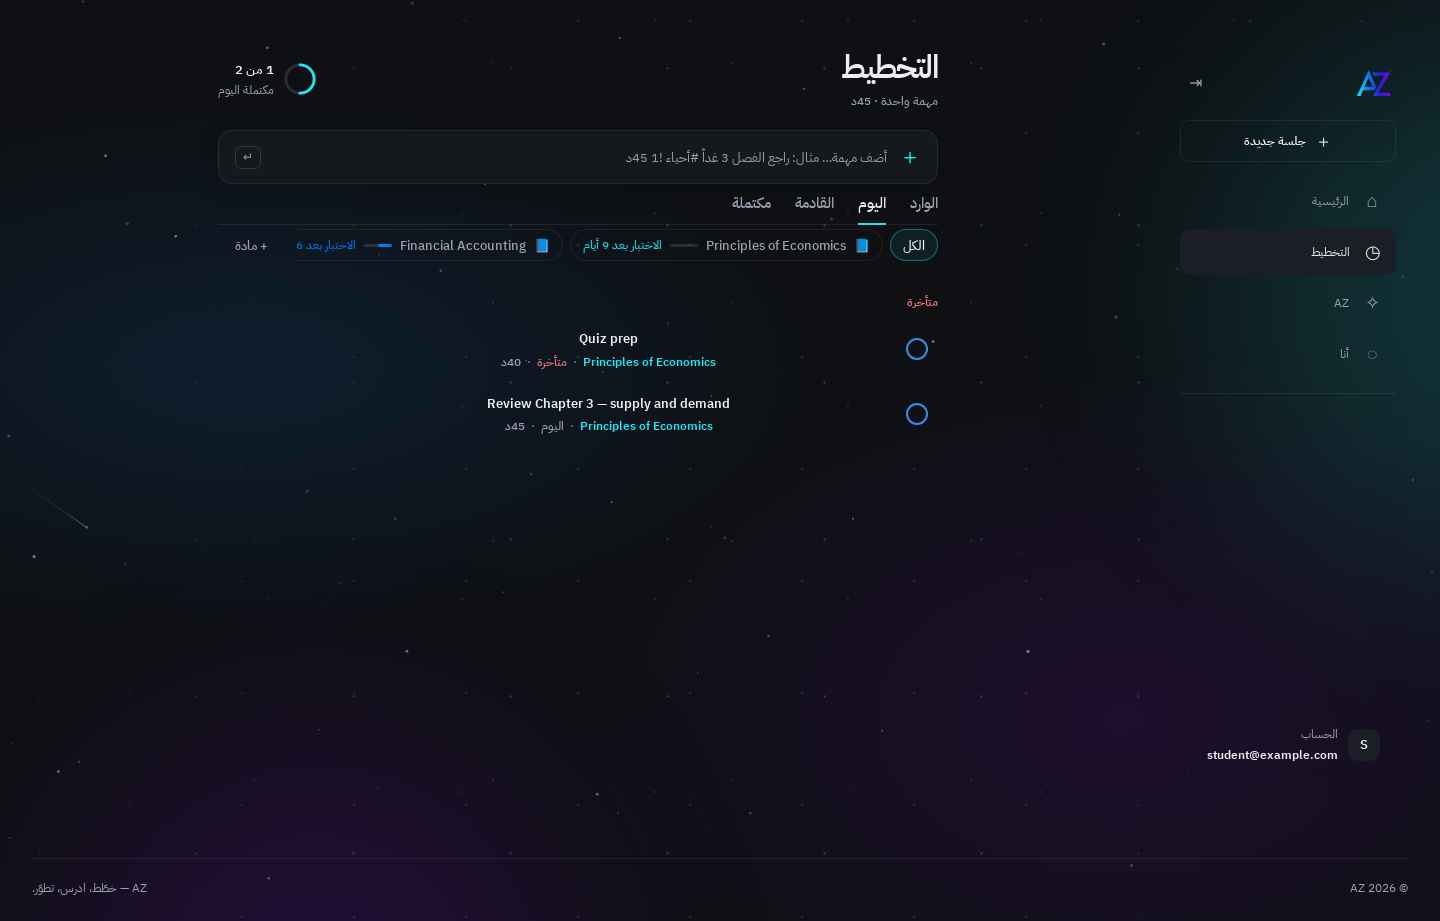 AZ
+ جلسة جديدة
الرئيسية
التخطيط
AZ
أنا
الحساب
S
student@example.com
التخطيط
مهمة واحدة · 45د
1 من 2
مكتملة اليوم
+ أضف مهمة... مثال: راجع الفصل 3 غداً #أحياء !1 45د
الوارد
اليوم
القادمة
مكتملة
الكل
Principles of Economics الاختبار بعد 9 أيام
Financial Accounting الاختبار بعد 6
+ مادة
متأخرة
Quiz prep
Principles of Economics · متأخرة · 40د
Review Chapter 3 — supply and demand
Principles of Economics · اليوم · 45د
© 2026 AZ
AZ — خطّط، ادرس، تطوّر.